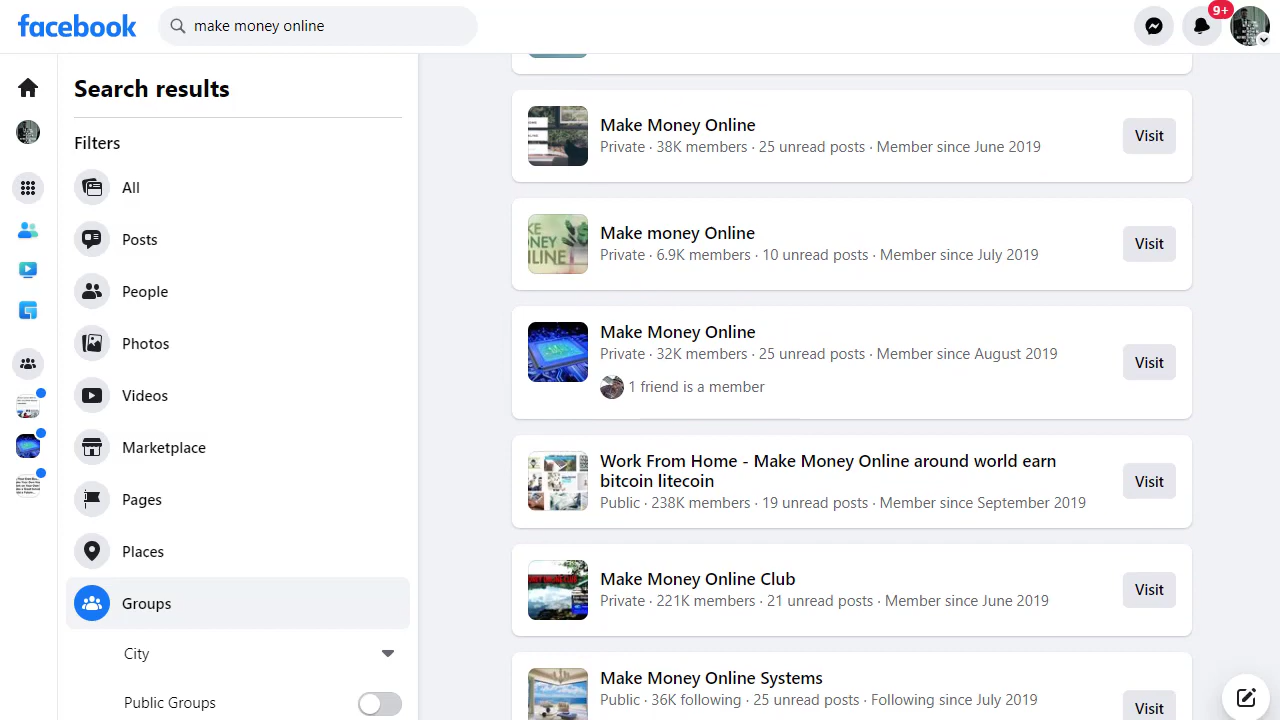 facebook
make money online
9+
Search results
Filters
All
Posts
People
Photos
Videos
Marketplace
Pages
Places
Groups
City
Public Groups
Make Money Online
Private · 38K members · 25 unread posts · Member since June 2019
Visit
Make money Online
Private · 6.9K members · 10 unread posts · Member since July 2019
Visit
Make Money Online
Private · 32K members · 25 unread posts · Member since August 2019
1 friend is a member
Visit
Work From Home - Make Money Online around world earn
bitcoin litecoin
Public · 238K members · 19 unread posts · Member since September 2019
Visit
Make Money Online Club
Private · 221K members · 21 unread posts · Member since June 2019
Visit
Make Money Online Systems
Public · 36K following · 25 unread posts · Following since July 2019
Visit